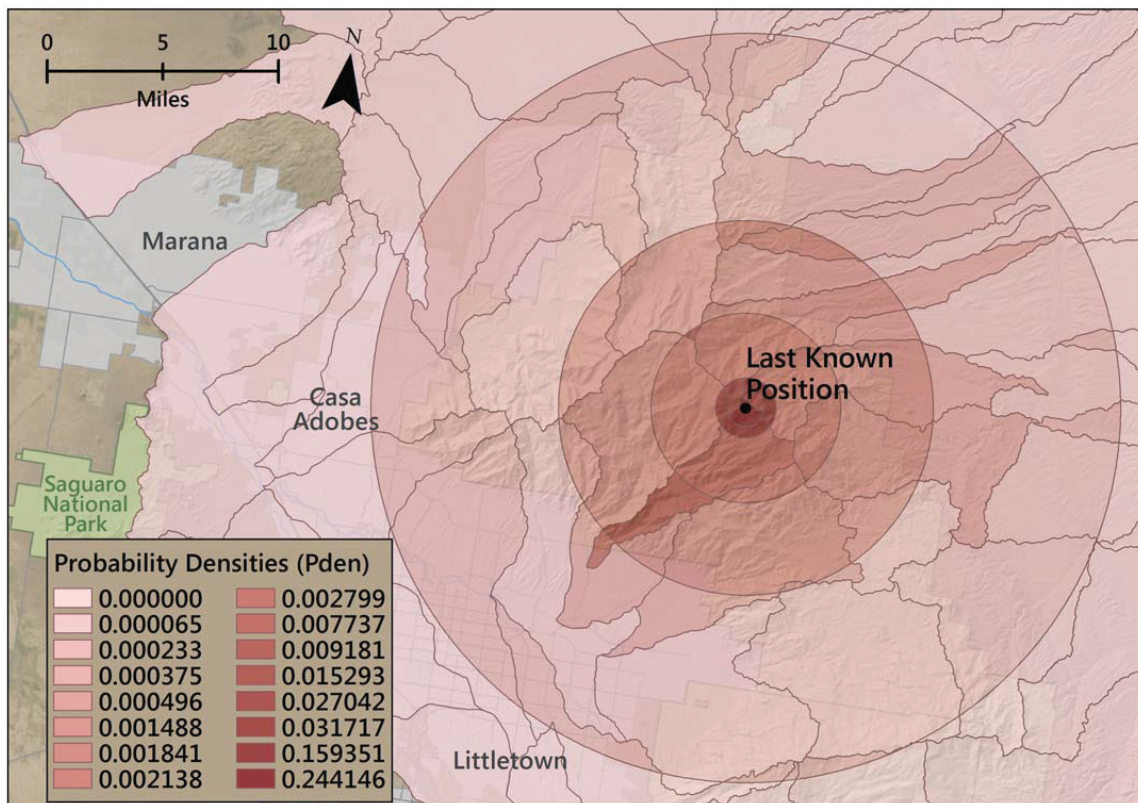 0 5 10
Miles
N
Marana
Last Known
Position
Casa
Adobes
Saguaro
National
Park
Probability Densities (Pden)
0.000000 0.002799
0.000065 0.007737
0.000233 0.009181
0.000375 0.015293
0.000496 0.027042
0.001488 0.031717
0.001841 0.159351
0.002138 0.244146
Littletown